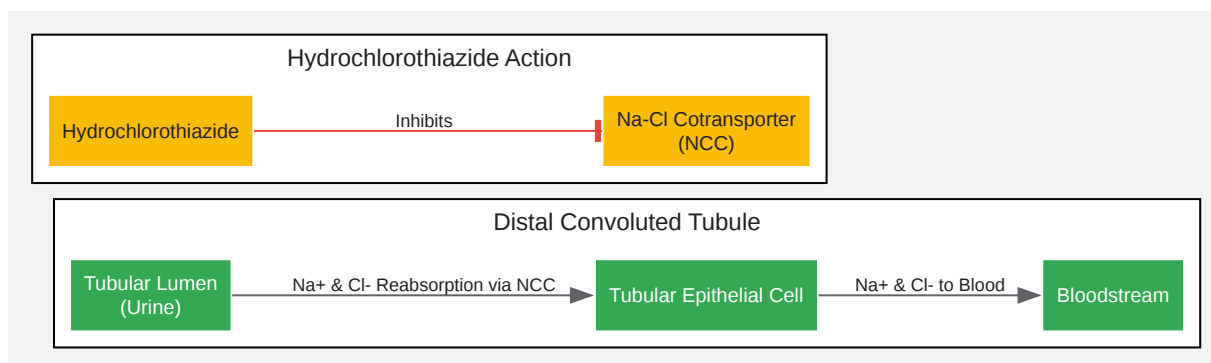 Hydrochlorothiazide Action
Hydrochlorothiazide
Inhibits
Na-Cl Cotransporter
(NCC)
Distal Convoluted Tubule
Tubular Lumen
(Urine)
Na+ & Cl- Reabsorption via NCC
Tubular Epithelial Cell
Na+ & Cl- to Blood
Bloodstream